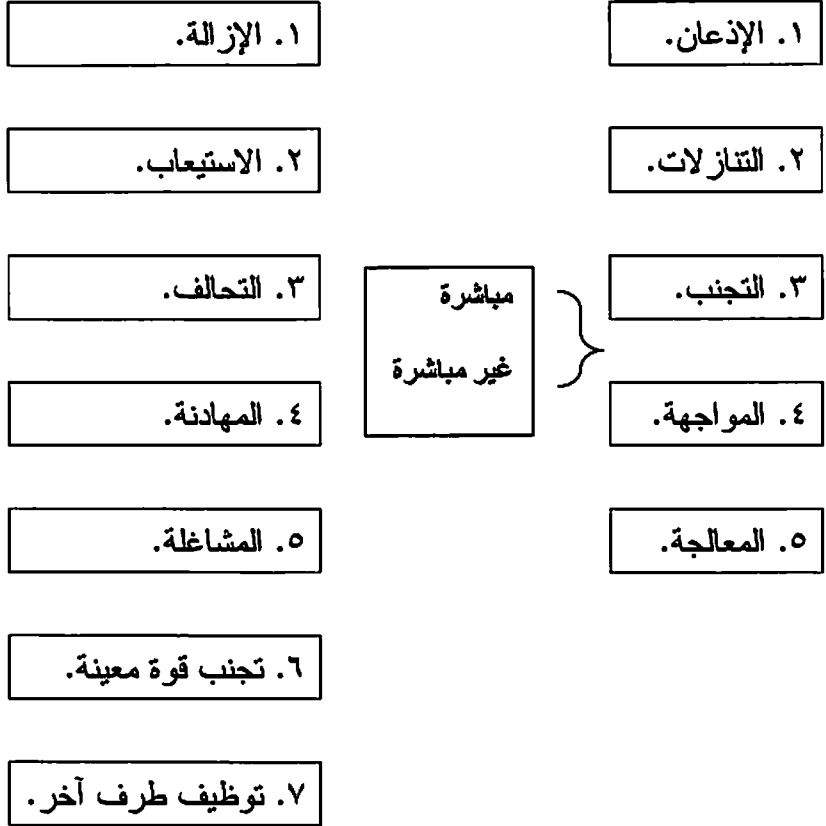 ١. الإذعان.
٢. التنازلات.
٣. التجنب.
٤. المواجهة.
٥. المعالجة.
مباشرة
غير مباشرة
١. الإزالة.
٢. الاستيعاب.
٣. التحالف.
٤. المهادنة.
٥. المشاغلة.
٦. تجنب قوة معينة.
٧. توظيف طرف آخر.